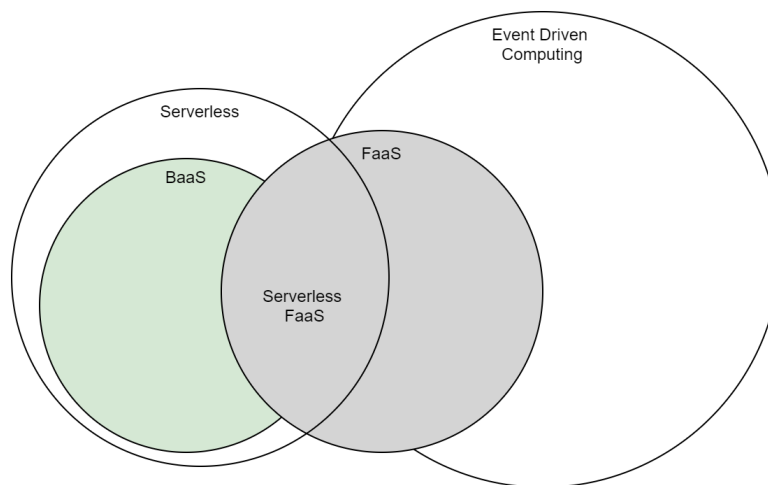 Event Driven
Computing
Serverless
FaaS
BaaS
Serverless
FaaS